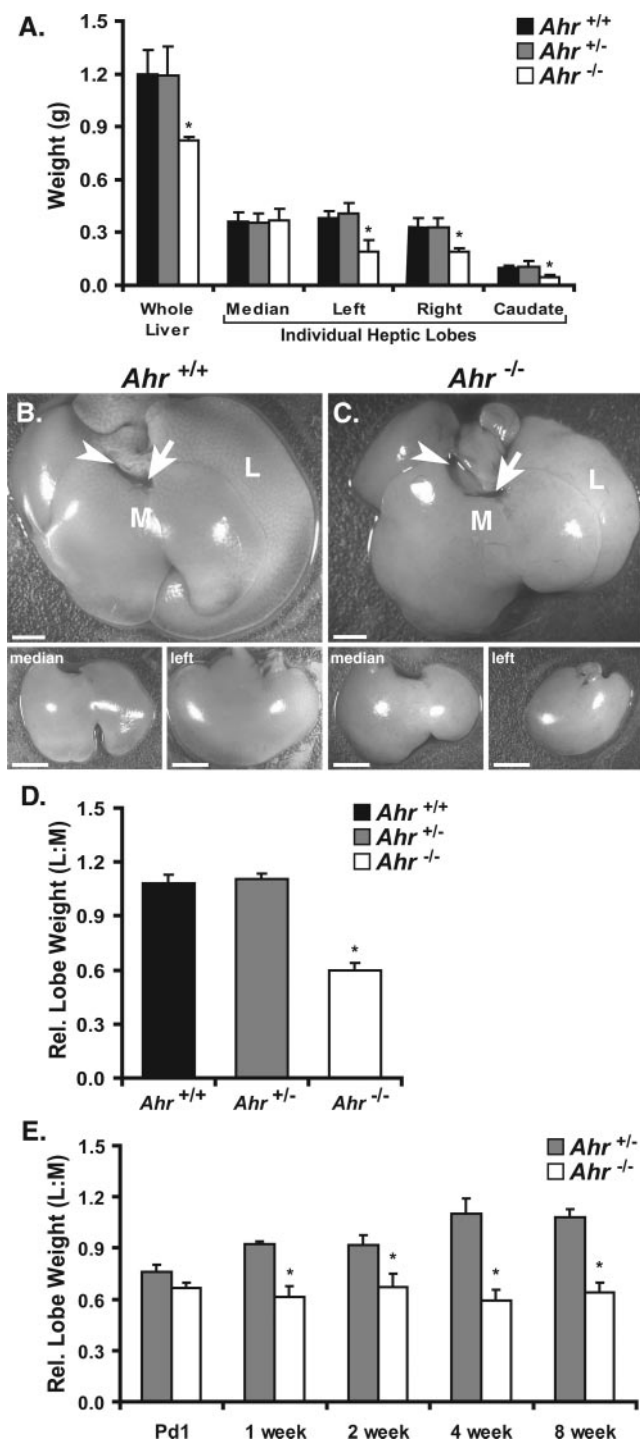 A.
Ahr +/+
Ahr +/-
Ahr -/-
Weight (g)
1.5
1.2
0.9
0.6
0.3
0.0
*
*
*
*
Whole Liver
Median
Left
Right
Caudate
Individual Heptic Lobes
Ahr +/+
Ahr -/-
B.
L
M
C.
L
M
median
left
median
left
D.
Ahr +/+
Ahr +/-
Ahr -/-
Rel. Lobe Weight (L:M)
1.5
1.2
0.9
0.6
0.3
0.0
*
Ahr +/+
Ahr +/-
Ahr -/-
E.
Ahr +/-
Ahr -/-
Rel. Lobe Weight (L:M)
1.5
1.2
0.9
0.6
0.3
0.0
*
*
*
*
Pd1
1 week
2 week
4 week
8 week